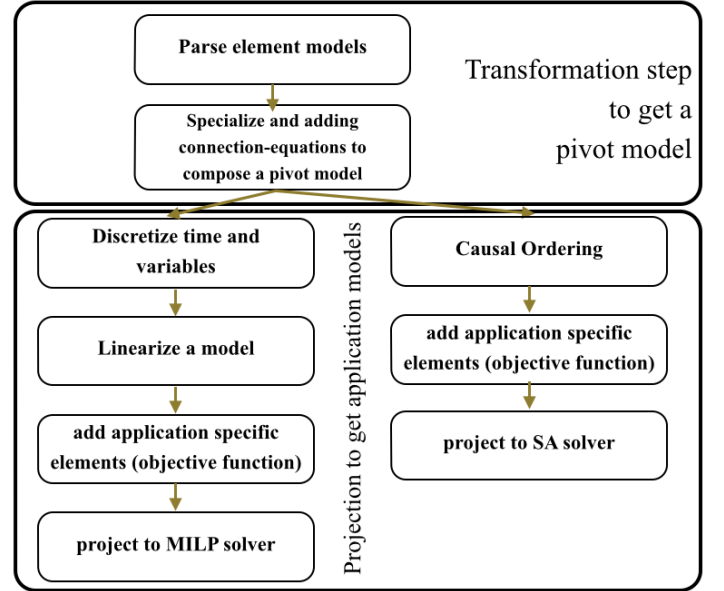 Parse element models
Transformation step
to get a
pivot model
Specialize and adding
connection-equations to
compose a pivot model
Discretize time and
variables
Linearize a model
add application specific
elements (objective function)
project to MILP solver
Projection to get application models
Causal Ordering
add application specific
elements (objective function)
project to SA solver